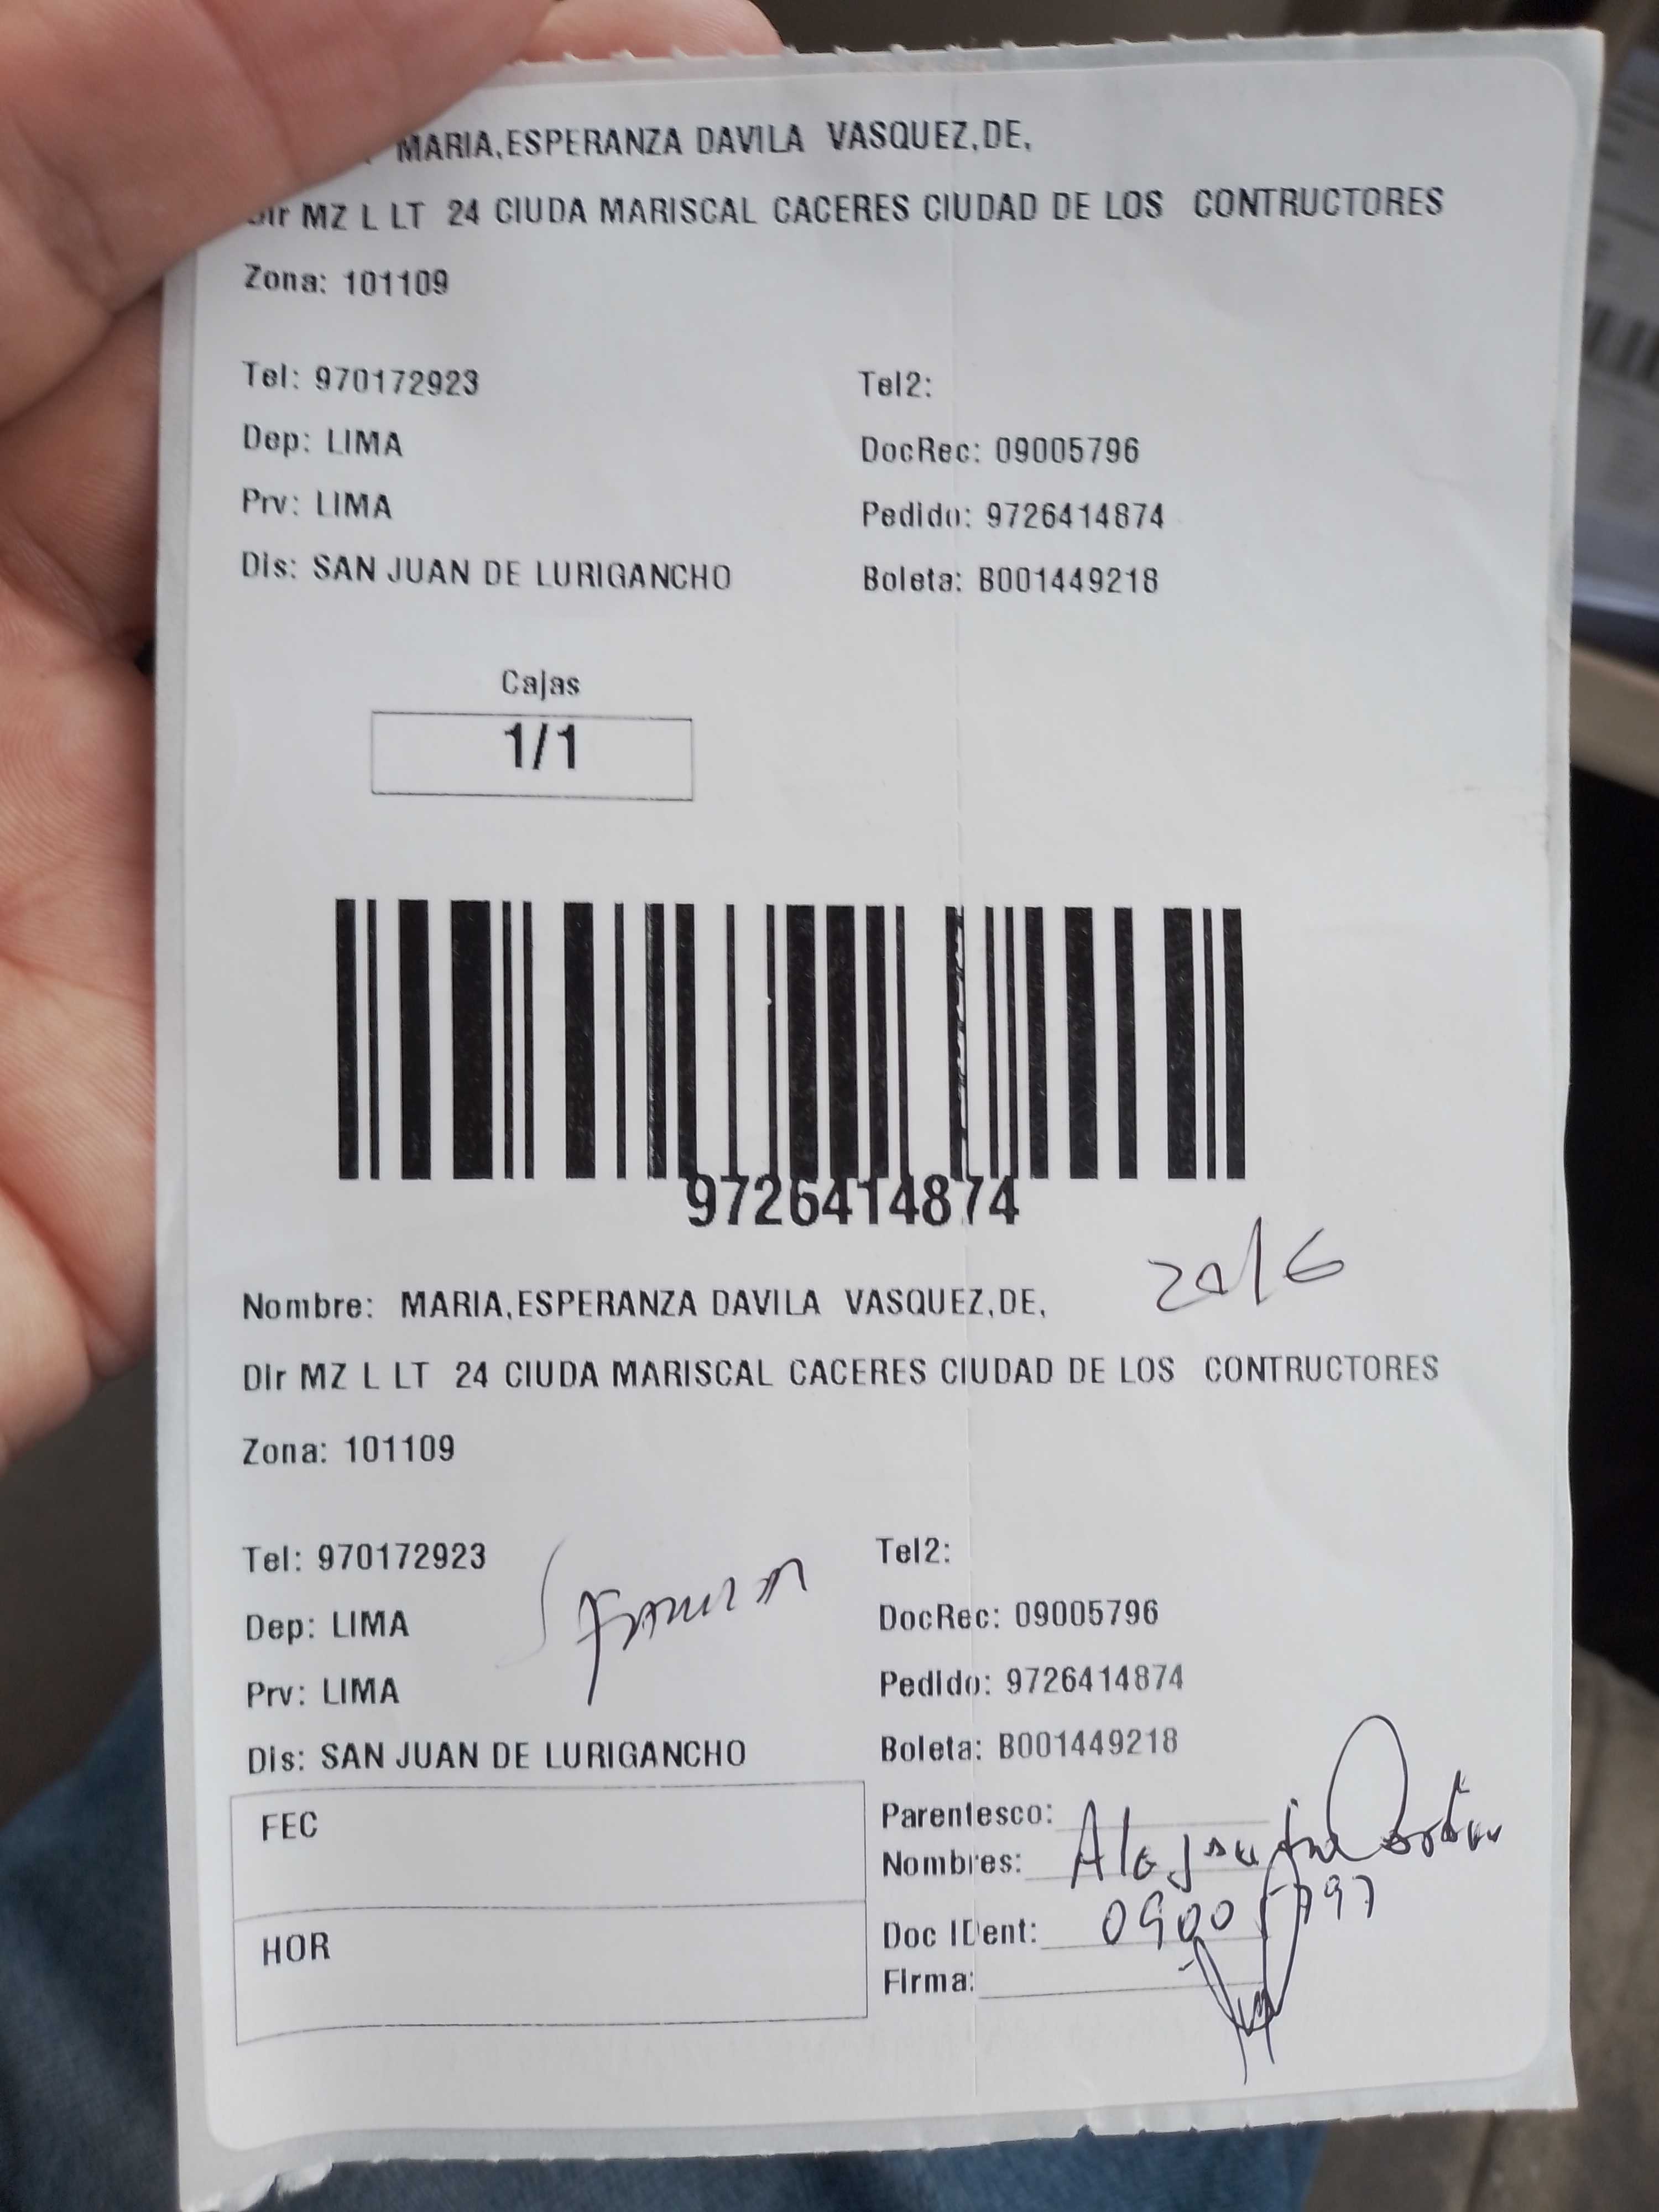 MARIA,ESPERANZA DAVILA VASQUEZ,DE,
Dir MZ L LT 24 CIUDA MARISCAL CACERES CIUDAD DE LOS CONTRUCTORES
Zona: 101109
Tel: 970172923 Tel2:
Dep: LIMA DocRec: 09005796
Prv: LIMA Pedido: 9726414874
Dis: SAN JUAN DE LURIGANCHO Boleta: B001449218
Cajas
1/1
9726414874
Nombre: MARIA,ESPERANZA DAVILA VASQUEZ,DE,
Dir MZ L LT 24 CIUDA MARISCAL CACERES CIUDAD DE LOS CONTRUCTORES
Zona: 101109
Tel: 970172923 Tel2:
Dep: LIMA DocRec: 09005796
Prv: LIMA Pedido: 9726414874
Dis: SAN JUAN DE LURIGANCHO Boleta: B001449218
FEC
HOR
Parentesco:
Nombres:
Doc IDent:
Firma: